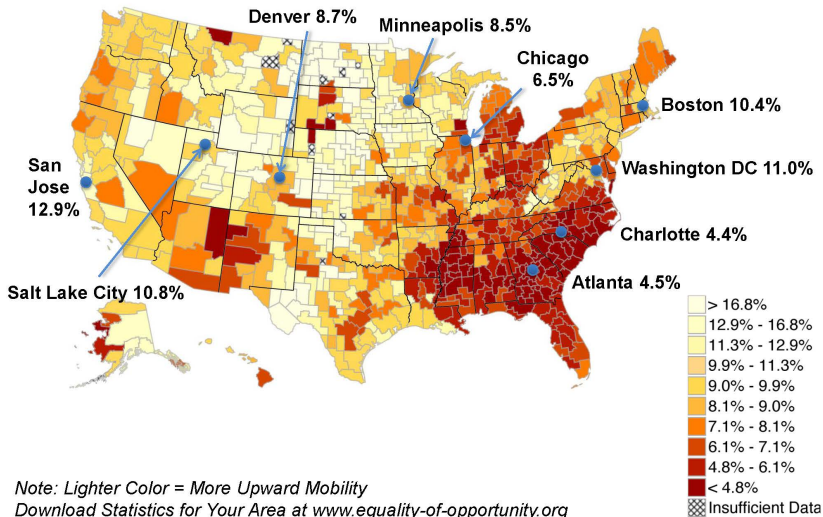 Denver 8.7%
Minneapolis 8.5%
Chicago
6.5%
Boston 10.4%
Washington DC 11.0%
San
Jose
12.9%
Charlotte 4.4%
Atlanta 4.5%
Salt Lake City 10.8%
> 16.8%
12.9% - 16.8%
11.3% - 12.9%
9.9% - 11.3%
9.0% - 9.9%
8.1% - 9.0%
7.1% - 8.1%
6.1% - 7.1%
4.8% - 6.1%
< 4.8%
Insufficient Data
Note: Lighter Color = More Upward Mobility
Download Statistics for Your Area at www.equality-of-opportunity.org